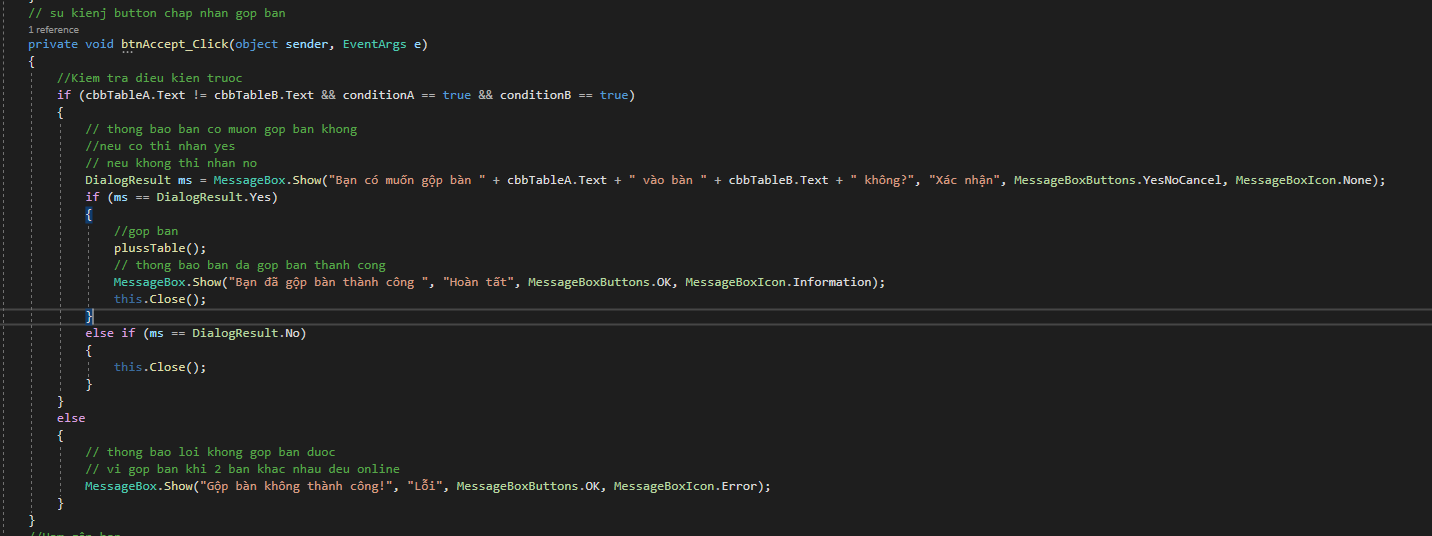 // su kienj button chap nhan gop ban
1 reference
private void btnAccept_Click(object sender, EventArgs e)
{
//Kiem tra dieu kien truoc
if (cbbTableA.Text != cbbTableB.Text && conditionA == true && conditionB == true)
{
// thong bao ban co muon gop ban khong
//neu co thi nhan yes
// neu khong thi nhan no
DialogResult ms = MessageBox.Show("Bạn có muốn gộp bàn " + cbbTableA.Text + " vào bàn " + cbbTableB.Text + " không?", "Xác nhận", MessageBoxButtons.YesNoCancel, MessageBoxIcon.None);
if (ms == DialogResult.Yes)
{
//gop ban
plussTable();
// thong bao ban da gop ban thanh cong
MessageBox.Show("Bạn đã gộp bàn thành công ", "Hoàn tất", MessageBoxButtons.OK, MessageBoxIcon.Information);
this.Close();
}
else if (ms == DialogResult.No)
{
this.Close();
}
}
else
{
// thong bao loi khong gop ban duoc
// vi gop ban khi 2 ban khac nhau deu online
MessageBox.Show("Gộp bàn không thành công!", "Lỗi", MessageBoxButtons.OK, MessageBoxIcon.Error);
}
}